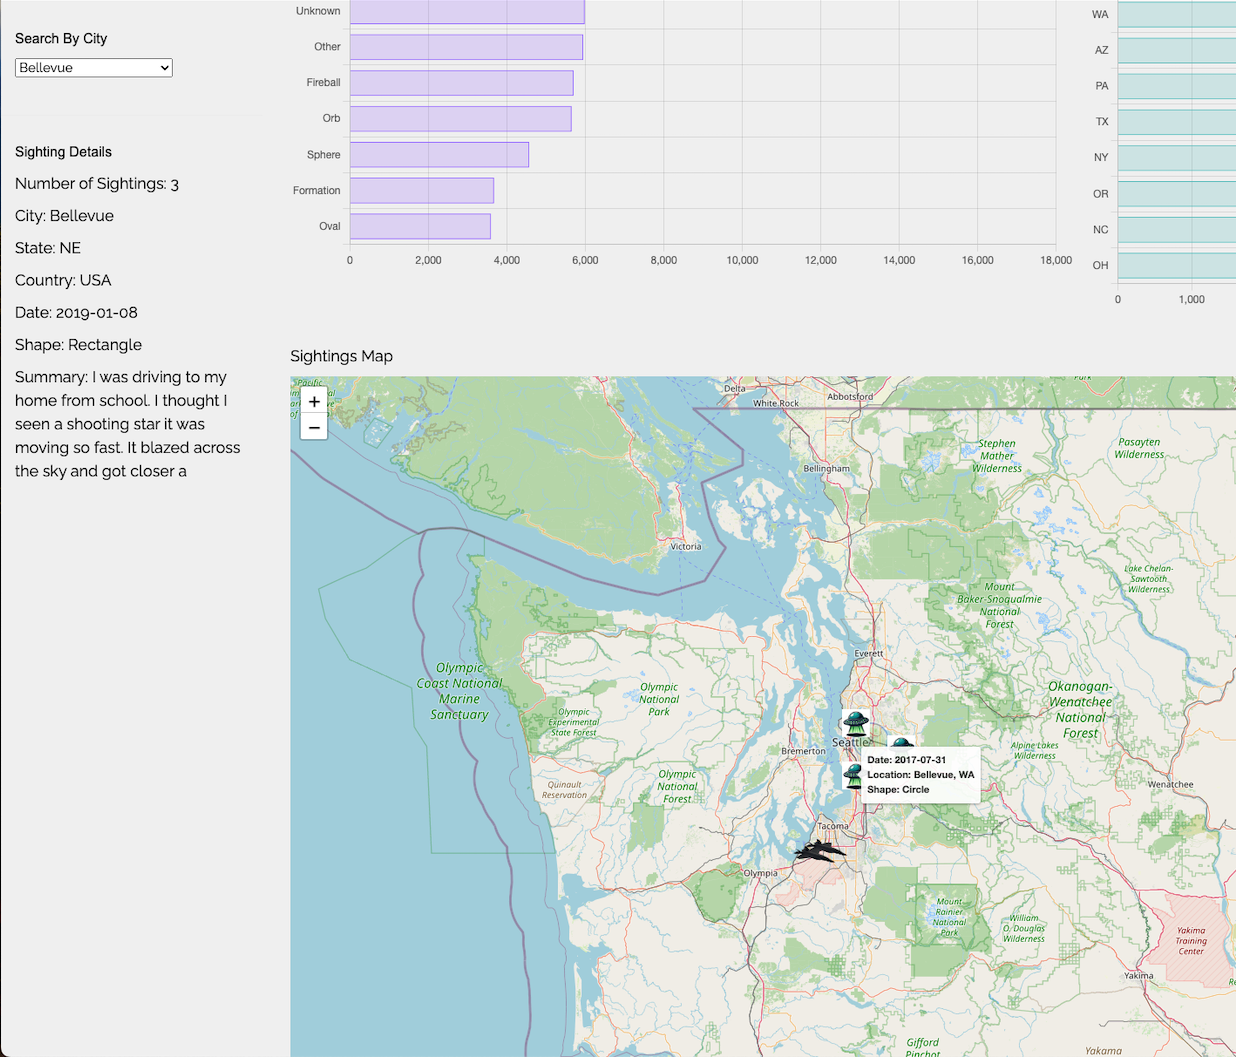 Search By City
Bellevue
Sighting Details
Number of Sightings: 3
City: Bellevue
State: NE
Country: USA
Date: 2019-01-08
Shape: Rectangle
Summary: I was driving to my
home from school. I thought I
seen a shooting star it was
moving so fast. It blazed across
the sky and got closer a
Unknown
Other
Fireball
Orb
Sphere
Formation
Oval
0
2,000
4,000
6,000
8,000
10,000
12,000
14,000
16,000
18,000
WA
AZ
PA
TX
NY
OR
NC
OH
0
1,000
Sightings Map
+
−
Pacific
Delta
White Rock
Abbotsford
Park
Bellingham
Stephen
Mather
Wilderness
Pasayten
Wilderness
Victoria
Lake Chelan-
Sawtooth
Wilderness
Mount
Baker-Snoqualmie
National
Forest
Everett
Olympic
Coast National
Marine
Sanctuary
Olympic
National
Park
Olympic
Experimental
State Forest
Okanogan-
Wenatchee
National
Forest
Seattle
Bremerton
Alpine Lakes
Wilderness
Date: 2017-07-31
Location: Bellevue, WA
Shape: Circle
Quinault
Reservation
Olympic
National
Forest
Wenatchee
Tacoma
Olympia
Mount
Rainier
National
Park
William
O. Douglas
Wilderness
Yakima
Training
Center
Yakima
Gifford
Pinchot
Yakama